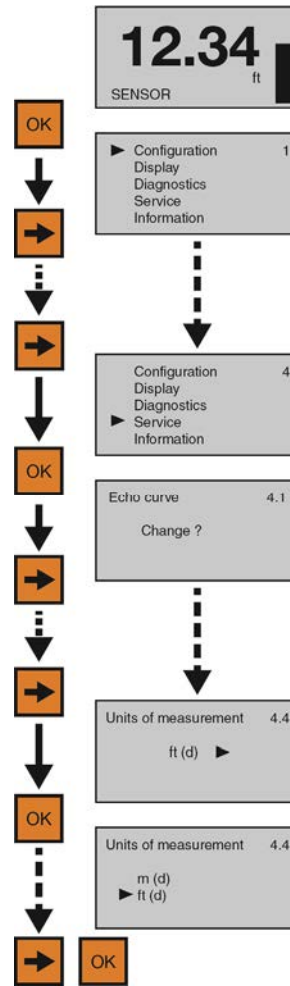 12.34
ft
SENSOR
OK
Configuration 1
Display
Diagnostics
Service
Information
Configuration 4
Display
Diagnostics
Service
Information
OK
Echo curve 4.1
Change ?
Units of measurement 4.4
ft (d)
OK
Units of measurement 4.4
m (d)
ft (d)
OK